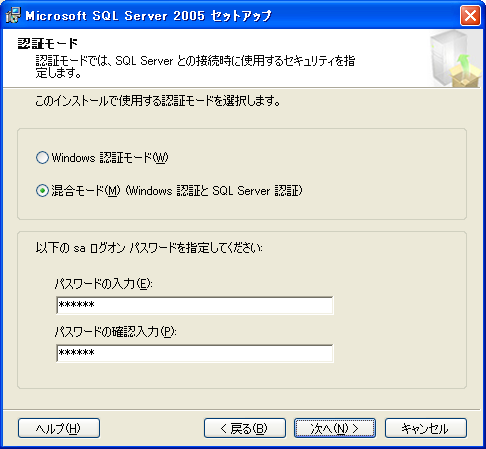 Microsoft SQL Server 2005 セットアップ
認証モード
認証モードでは、SQL Server との接続時に使用するセキュリティを指
定します。
このインストールで使用する認証モードを選択します。
Windows 認証モード(W)
混合モード(M) (Windows 認証と SQL Server 認証)
以下の sa ログオン パスワードを指定してください:
パスワードの入力(E):
******
パスワードの確認入力(P):
******
ヘルプ(H)
< 戻る(B)
次へ(N) >
キャンセル